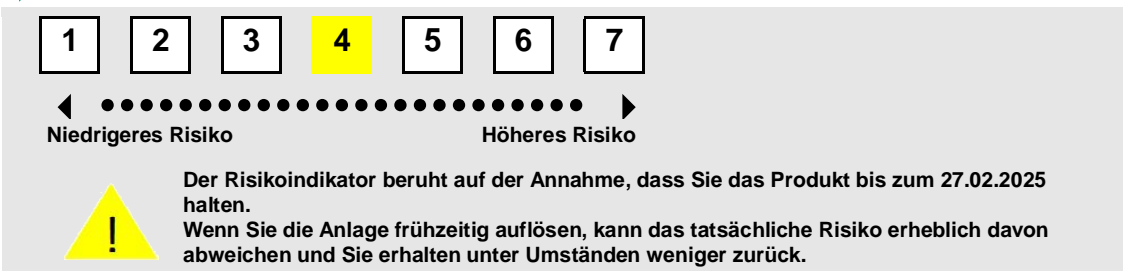 1 2 3 4 5 6 7
Niedrigeres Risiko Höheres Risiko
Der Risikoindikator beruht auf der Annahme, dass Sie das Produkt bis zum 27.02.2025
halten.
Wenn Sie die Anlage frühzeitig auflösen, kann das tatsächliche Risiko erheblich davon
abweichen und Sie erhalten unter Umständen weniger zurück.
!